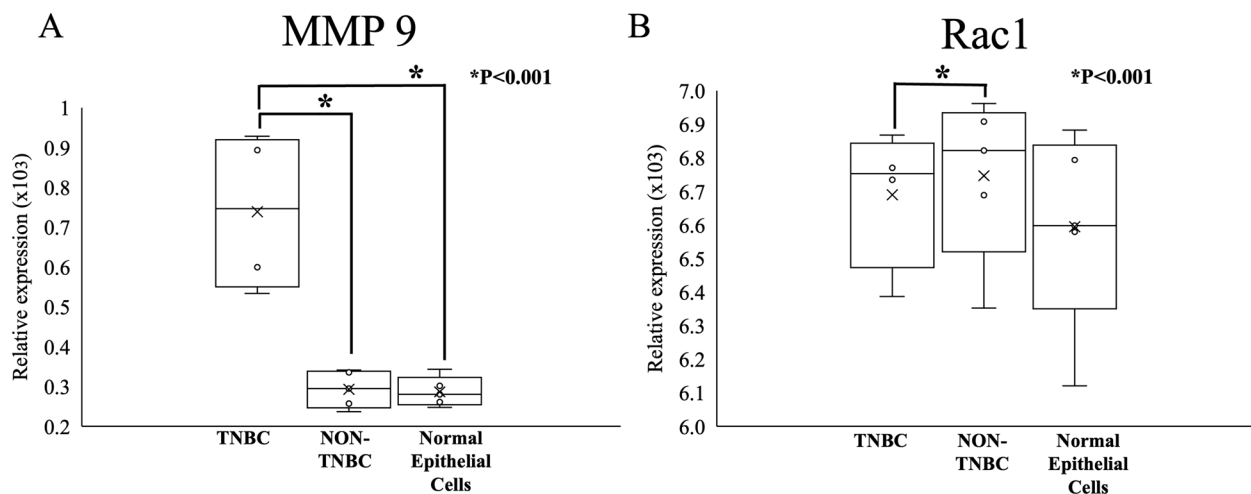 A
MMP 9
*
*
*P<0.001
Relative expression (x103)
1
0.9
0.8
0.7
0.6
0.5
0.4
0.3
0.2
TNBC
NON-
TNBC
Normal
Epithelial
Cells
B
Rac1
*
*P<0.001
Relative expression (x103)
7.0
6.9
6.8
6.7
6.6
6.5
6.4
6.3
6.2
6.1
6.0
TNBC
NON-
TNBC
Normal
Epithelial
Cells